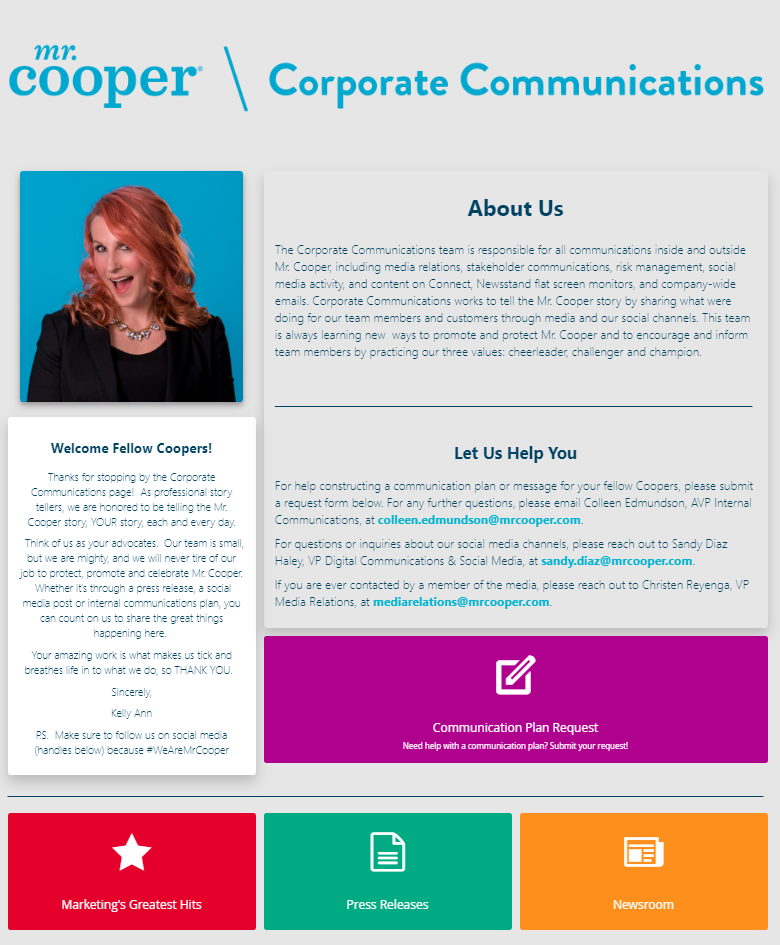 mr.
cooper® \ Corporate Communications
About Us
The Corporate Communications team is responsible for all communications inside and outside
Mr. Cooper, including media relations, stakeholder communications, risk management, social
media activity, and content on Connect, Newsstand flat screen monitors, and company-wide
emails. Corporate Communications works to tell the Mr. Cooper story by sharing what were
doing for our team members and customers through media and our social channels. This team
is always learning new  ways to promote and protect Mr. Cooper and to encourage and inform
team members by practicing our three values: cheerleader, challenger and champion.
Welcome Fellow Coopers!
Thanks for stopping by the Corporate
Communications page!  As professional story
tellers, we are honored to be telling the Mr.
Cooper story, YOUR story, each and every day.
Think of us as your advocates.  Our team is small,
but we are mighty, and we will never tire of our
job to protect, promote and celebrate Mr. Cooper.
Whether it's through a press release, a social
media post or internal communications plan, you
can count on us to share the great things
happening here.
Your amazing work is what makes us tick and
breathes life in to what we do, so THANK YOU.
Sincerely,
Kelly Ann
P.S.  Make sure to follow us on social media
(handles below) because #WeAreMrCooper
Let Us Help You
For help constructing a communication plan or message for your fellow Coopers, please submit
a request form below. For any further questions, please email Colleen Edmundson, AVP Internal
Communications, at colleen.edmundson@mrcooper.com.
For questions or inquiries about our social media channels, please reach out to Sandy Diaz
Haley, VP Digital Communications & Social Media, at sandy.diaz@mrcooper.com.
If you are ever contacted by a member of the media, please reach out to Christen Reyenga, VP
Media Relations, at mediarelations@mrcooper.com.
Communication Plan Request
Need help with a communication plan? Submit your request!
Marketing's Greatest Hits
Press Releases
Newsroom